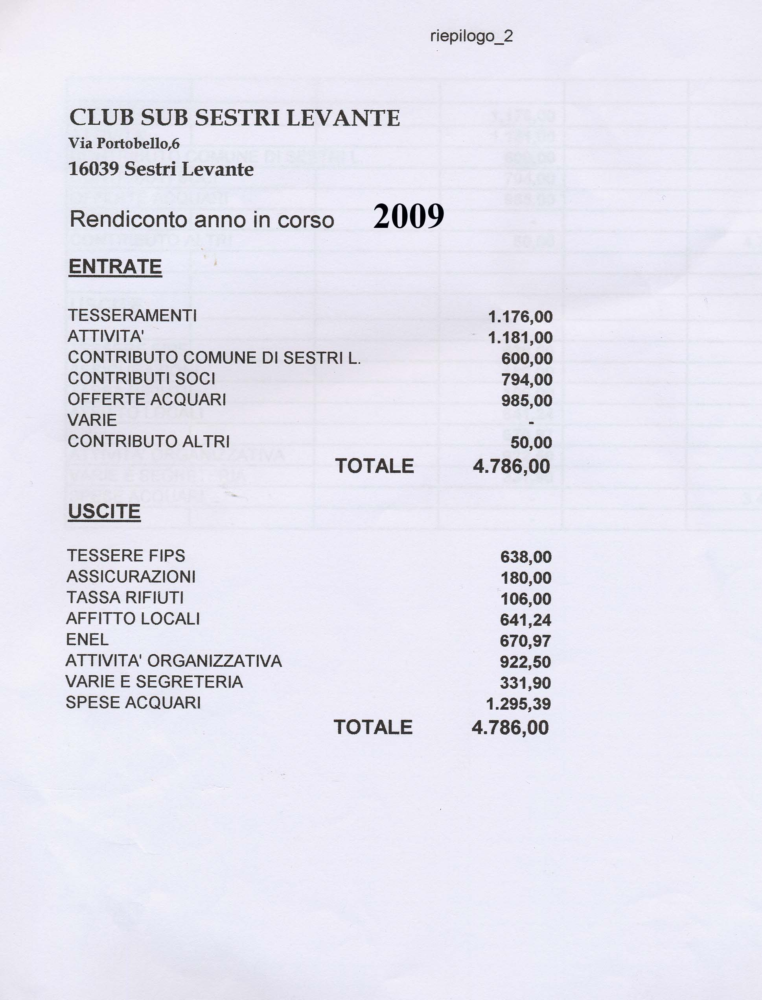 riepilogo_2
CLUB SUB SESTRI LEVANTE
Via Portobello,6
16039 Sestri Levante
Rendiconto anno in corso 2009
ENTRATE
TESSERAMENTI 1.176,00
ATTIVITA' 1.181,00
CONTRIBUTO COMUNE DI SESTRI L. 600,00
CONTRIBUTI SOCI 794,00
OFFERTE ACQUARI 985,00
VARIE -
CONTRIBUTO ALTRI 50,00
TOTALE 4.786,00
USCITE
TESSERE FIPS 638,00
ASSICURAZIONI 180,00
TASSA RIFIUTI 106,00
AFFITTO LOCALI 641,24
ENEL 670,97
ATTIVITA' ORGANIZZATIVA 922,50
VARIE E SEGRETERIA 331,90
SPESE ACQUARI 1.295,39
TOTALE 4.786,00